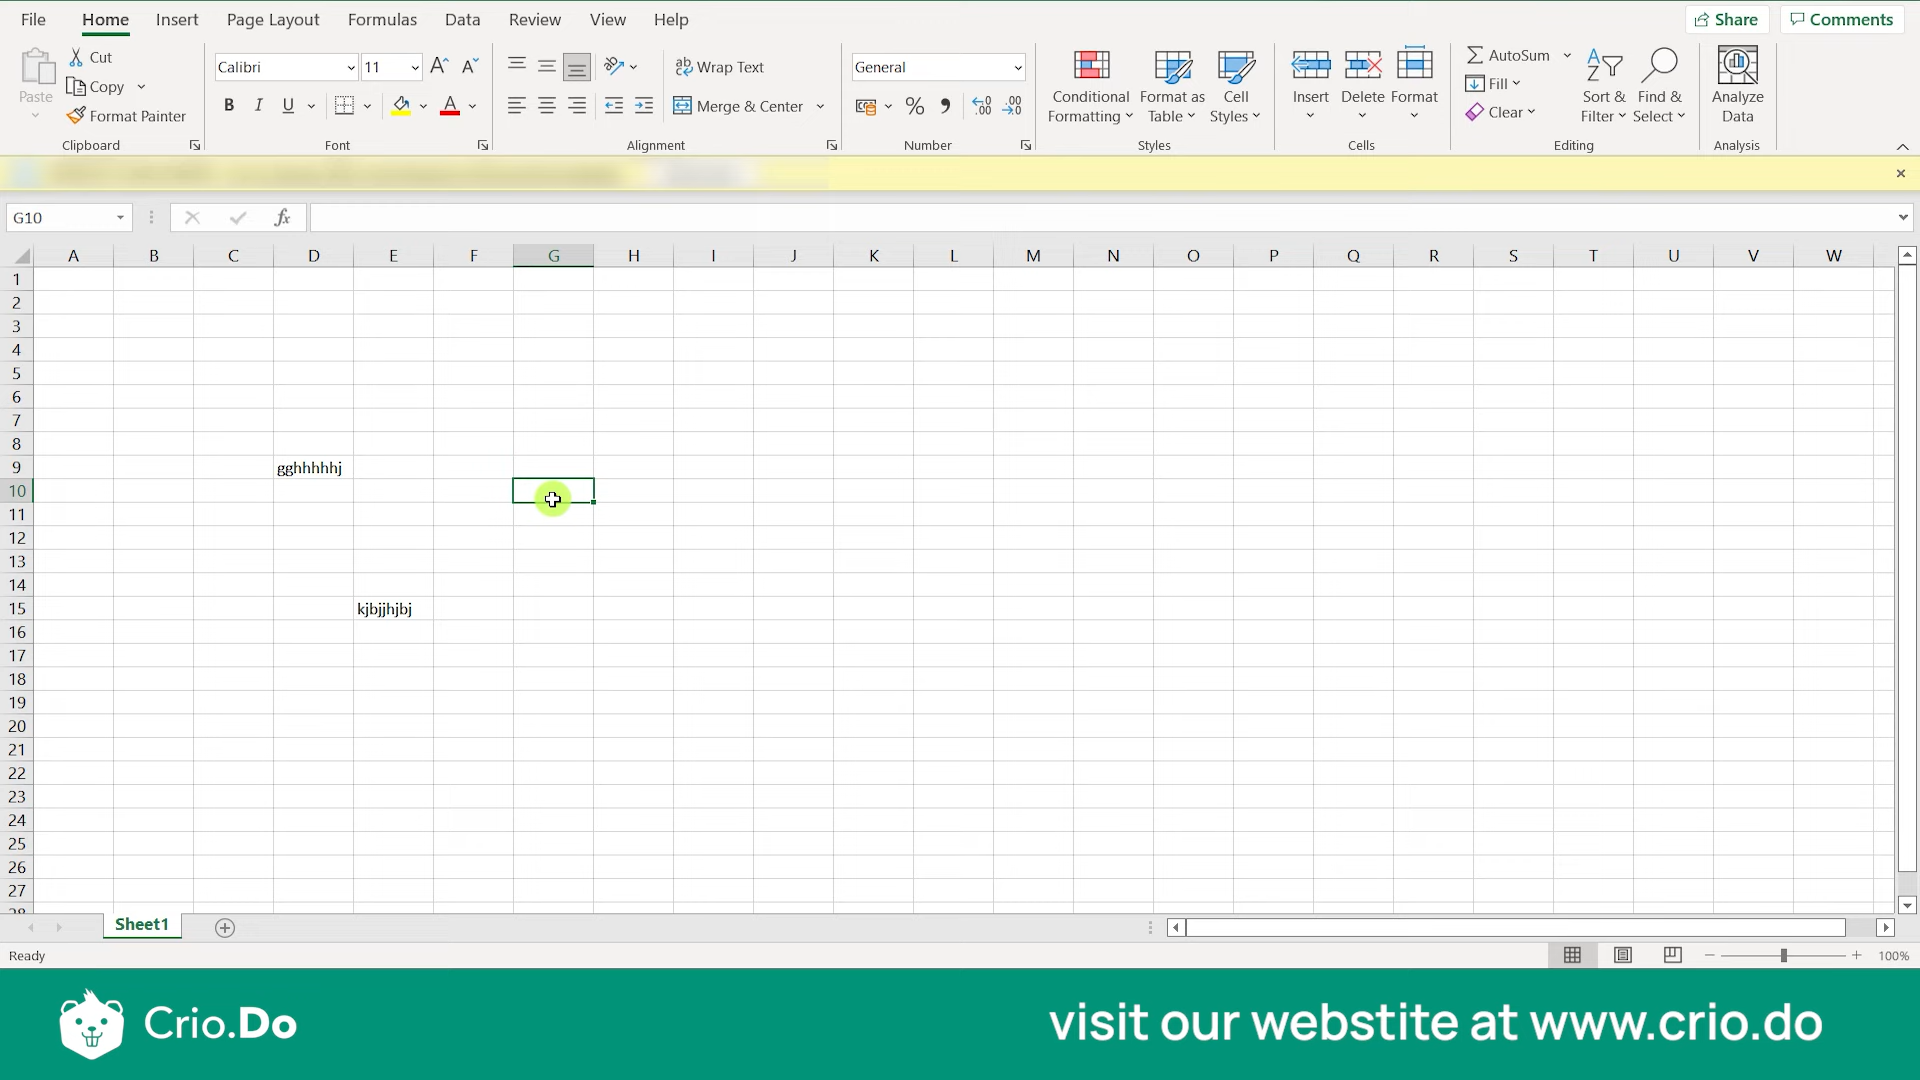 File Home Insert Page Layout Formulas Data Review View Help Share Comments
Paste Cut Copy Format Painter
Clipboard
Calibri 11
B I U A
Font
ab Wrap Text
Merge & Center
Alignment
General
% , .00
Number
Conditional Formatting Format as Table Cell Styles
Styles
Insert Delete Format
Cells
AutoSum
Fill
Clear
Sort & Filter Find & Select
Editing
Analyze Data
Analysis
G10 fx
A B C D E F G H I J K L M N O P Q R S T U V W
1
2
3
4
5
6
7
8
9 gghhhhhj
10
11
12
13
14
15 kjbjjhjbj
16
17
18
19
20
21
22
23
24
25
26
27
28
Sheet1
Ready 100%
Crio.Do visit our webstite at www.crio.do